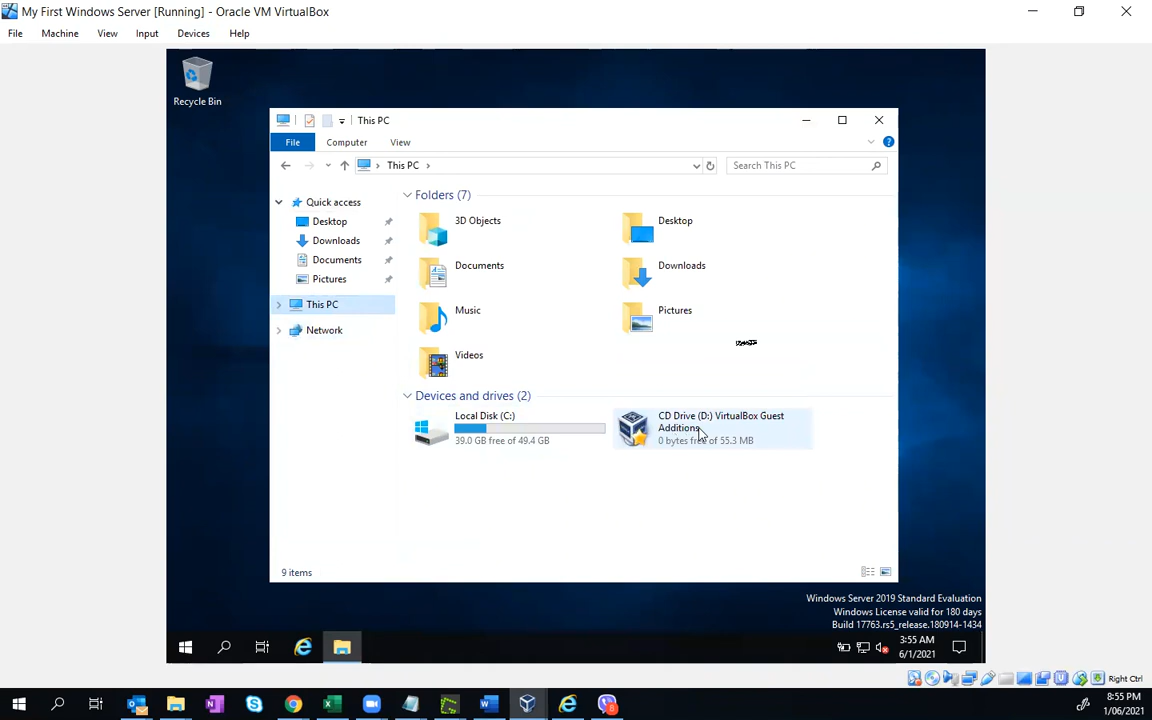 My First Windows Server [Running] - Oracle VM VirtualBox
File Machine View Input Devices Help
Recycle Bin
This PC
File Computer View
This PC
Search This PC
Quick access
Desktop
Downloads
Documents
Pictures
This PC
Network
Folders (7)
3D Objects
Desktop
Documents
Downloads
Music
Pictures
Videos
Devices and drives (2)
Local Disk (C:)
39.0 GB free of 49.4 GB
CD Drive (D:) VirtualBox Guest
Additions
0 bytes free of 55.3 MB
9 items
Windows Server 2019 Standard Evaluation
Windows License valid for 180 days
Build 17763.rs5_release.180914-1434
3:55 AM
6/1/2021
Right Ctrl
8
8:55 PM
1/06/2021